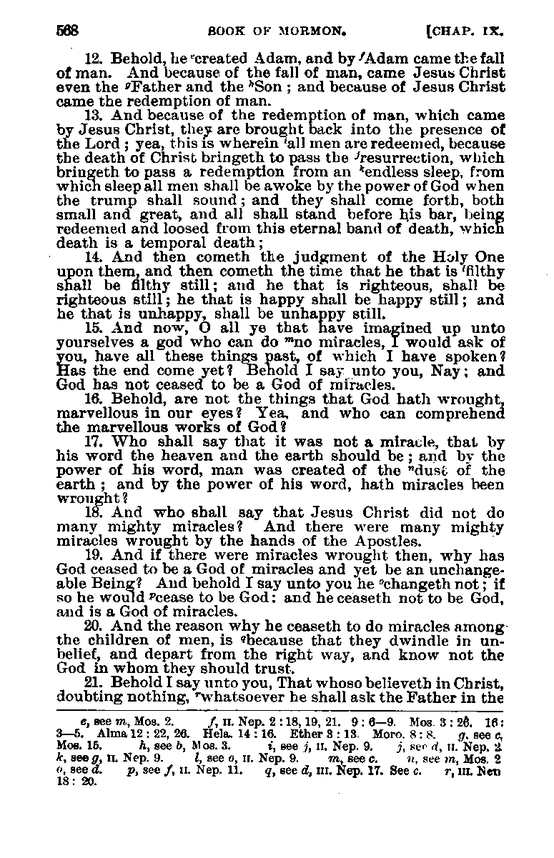 568 BOOK OF MORMON. [CHAP. IX.
12. Behold, he ᵉcreated Adam, and by ᶠAdam came the fall
of man. And because of the fall of man, came Jesus Christ
even the ᵍFather and the ʰSon ; and because of Jesus Christ
came the redemption of man.
13. And because of the redemption of man, which came
by Jesus Christ, they are brought back into the presence of
the Lord ; yea, this is wherein ⁱall men are redeemed, because
the death of Christ bringeth to pass the ʲresurrection, which
bringeth to pass a redemption from an ᵏendless sleep, from
which sleep all men shall be awoke by the power of God when
the trump shall sound ; and they shall come forth, both
small and great, and all shall stand before his bar, being
redeemed and loosed from this eternal band of death, which
death is a temporal death ;
14. And then cometh the judgment of the Holy One
upon them, and then cometh the time that he that is ˡfilthy
shall be filthy still ; and he that is righteous, shall be
righteous still ; he that is happy shall be happy still ; and
he that is unhappy, shall be unhappy still.
15. And now, O all ye that have imagined up unto
yourselves a god who can do ᵐno miracles, I would ask of
you, have all these things past, of which I have spoken?
Has the end come yet? Behold I say unto you, Nay ; and
God has not ceased to be a God of miracles.
16. Behold, are not the things that God hath wrought,
marvellous in our eyes? Yea, and who can comprehend
the marvellous works of God?
17. Who shall say that it was not a miracle, that by
his word the heaven and the earth should be ; and by the
power of his word, man was created of the ⁿdust of the
earth ; and by the power of his word, hath miracles been
wrought?
18. And who shall say that Jesus Christ did not do
many mighty miracles? And there were many mighty
miracles wrought by the hands of the Apostles.
19. And if there were miracles wrought then, why has
God ceased to be a God of miracles and yet be an unchange-
able Being? And behold I say unto you he ᵒchangeth not ; if
so he would ᵖcease to be God : and he ceaseth not to be God,
and is a God of miracles.
20. And the reason why he ceaseth to do miracles among
the children of men, is ᑫbecause that they dwindle in un-
belief, and depart from the right way, and know not the
God in whom they should trust.
21. Behold I say unto you, That whoso believeth in Christ,
doubting nothing, ʳwhatsoever he shall ask the Father in the
e, see m, Mos. 2. f, II. Nep. 2 : 18, 19, 21. 9 : 6—9. Mos. 3 : 26. 16 :
3—5. Alma 12 : 22, 26. Hela. 14 : 16. Ether 3 : 13. Moro. 8 : 8. g, see c,
Mos. 15. h, see b, Mos. 3. i, see j, II. Nep. 9. j, see d, II. Nep. 2
k, see g, II. Nep. 9. l, see o, II. Nep. 9. m, see c. n, see m, Mos. 2
o, see d. p, see f, II. Nep. 11. q, see d, III. Nep. 17. See c. r, III. Nep
18 : 20.